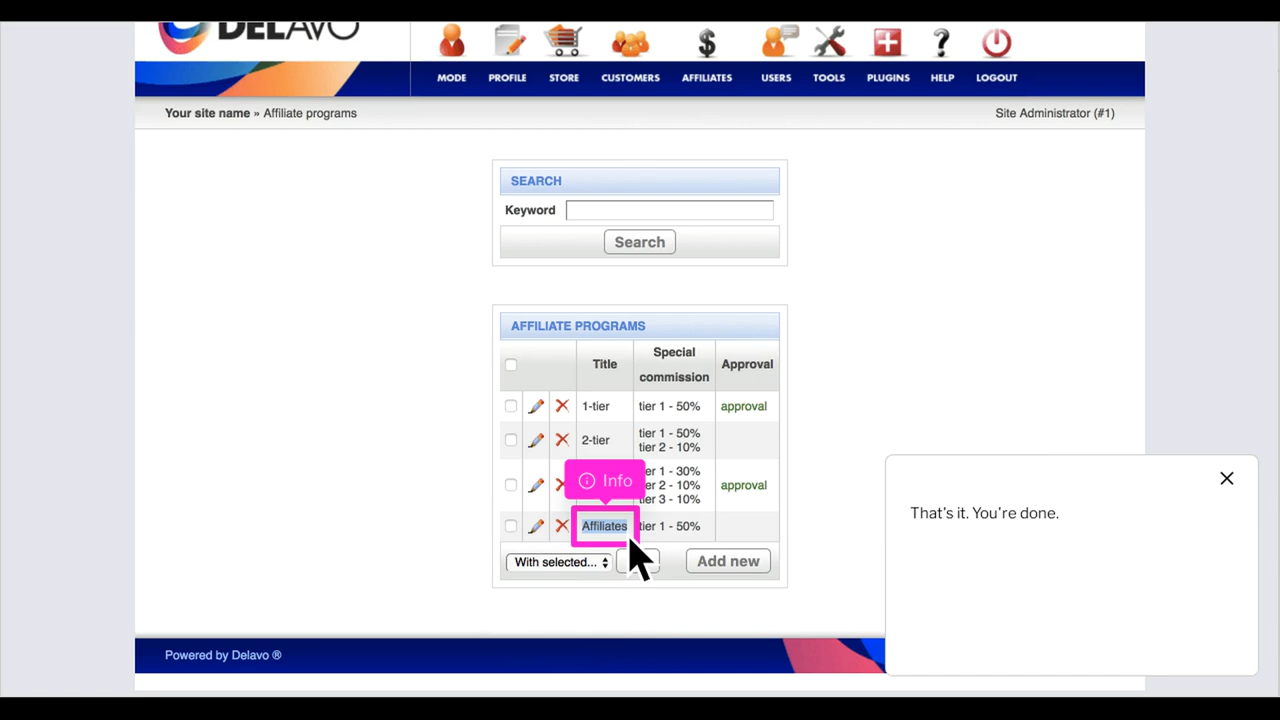 DELAVO
MODE PROFILE STORE CUSTOMERS AFFILIATES USERS TOOLS PLUGINS HELP LOGOUT
Your site name » Affiliate programs
Site Administrator (#1)
SEARCH
Keyword
Search
AFFILIATE PROGRAMS
Title
Special
commission
Approval
1-tier
tier 1 - 50%
approval
2-tier
tier 1 - 50%
tier 2 - 10%
Info
tier 1 - 30%
tier 2 - 10%
tier 3 - 10%
approval
Affiliates
tier 1 - 50%
With selected...
Add new
That's it. You're done.
Powered by Delavo ®